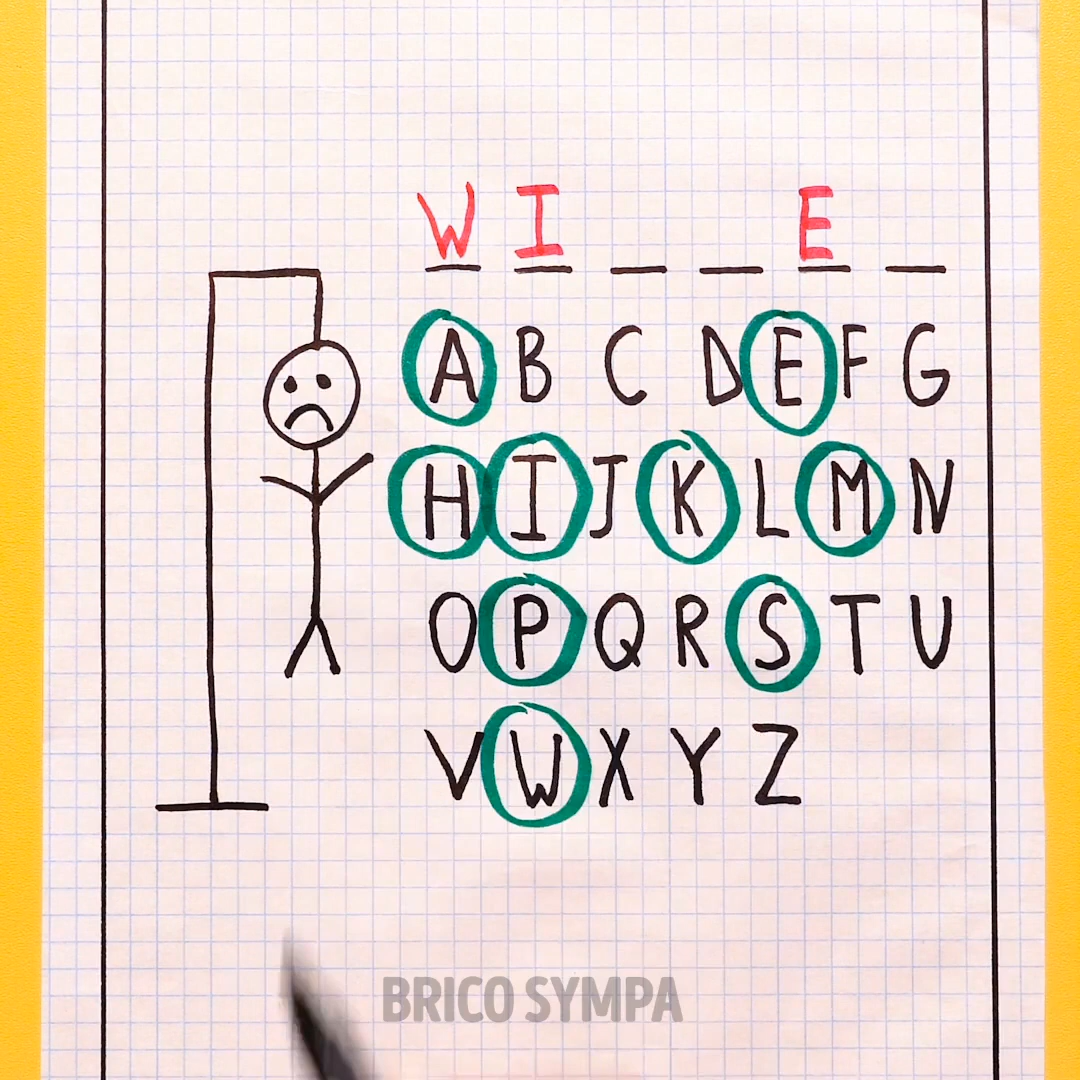 W I _ _ E _
A B C D E F G
H I J K L M N
O P Q R S T U
V W X Y Z
BRICO SYMPA